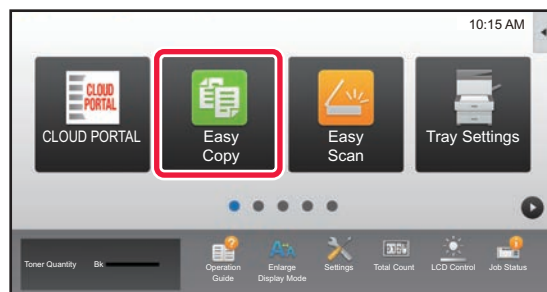 10:15 AM
CLOUD
PORTAL
CLOUD PORTAL
Easy
Copy
Easy
Scan
Tray Settings
Toner Quantity Bk
Operation
Guide
Enlarge
Display Mode
Settings
Total Count
LCD Control
Job Status